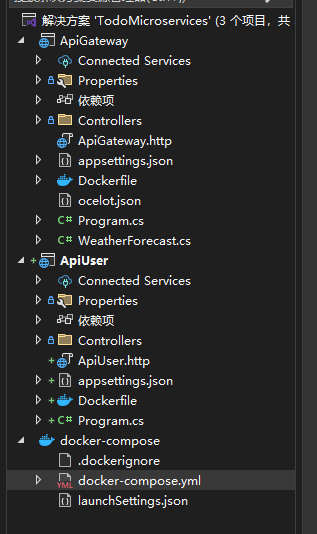 解决方案 'TodoMicroservices' (3 个项目，共
ApiGateway
Connected Services
Properties
依赖项
Controllers
ApiGateway.http
appsettings.json
Dockerfile
ocelot.json
C# Program.cs
C# WeatherForecast.cs
ApiUser
Connected Services
Properties
依赖项
Controllers
ApiUser.http
appsettings.json
Dockerfile
C# Program.cs
docker-compose
.dockerignore
YML docker-compose.yml
launchSettings.json